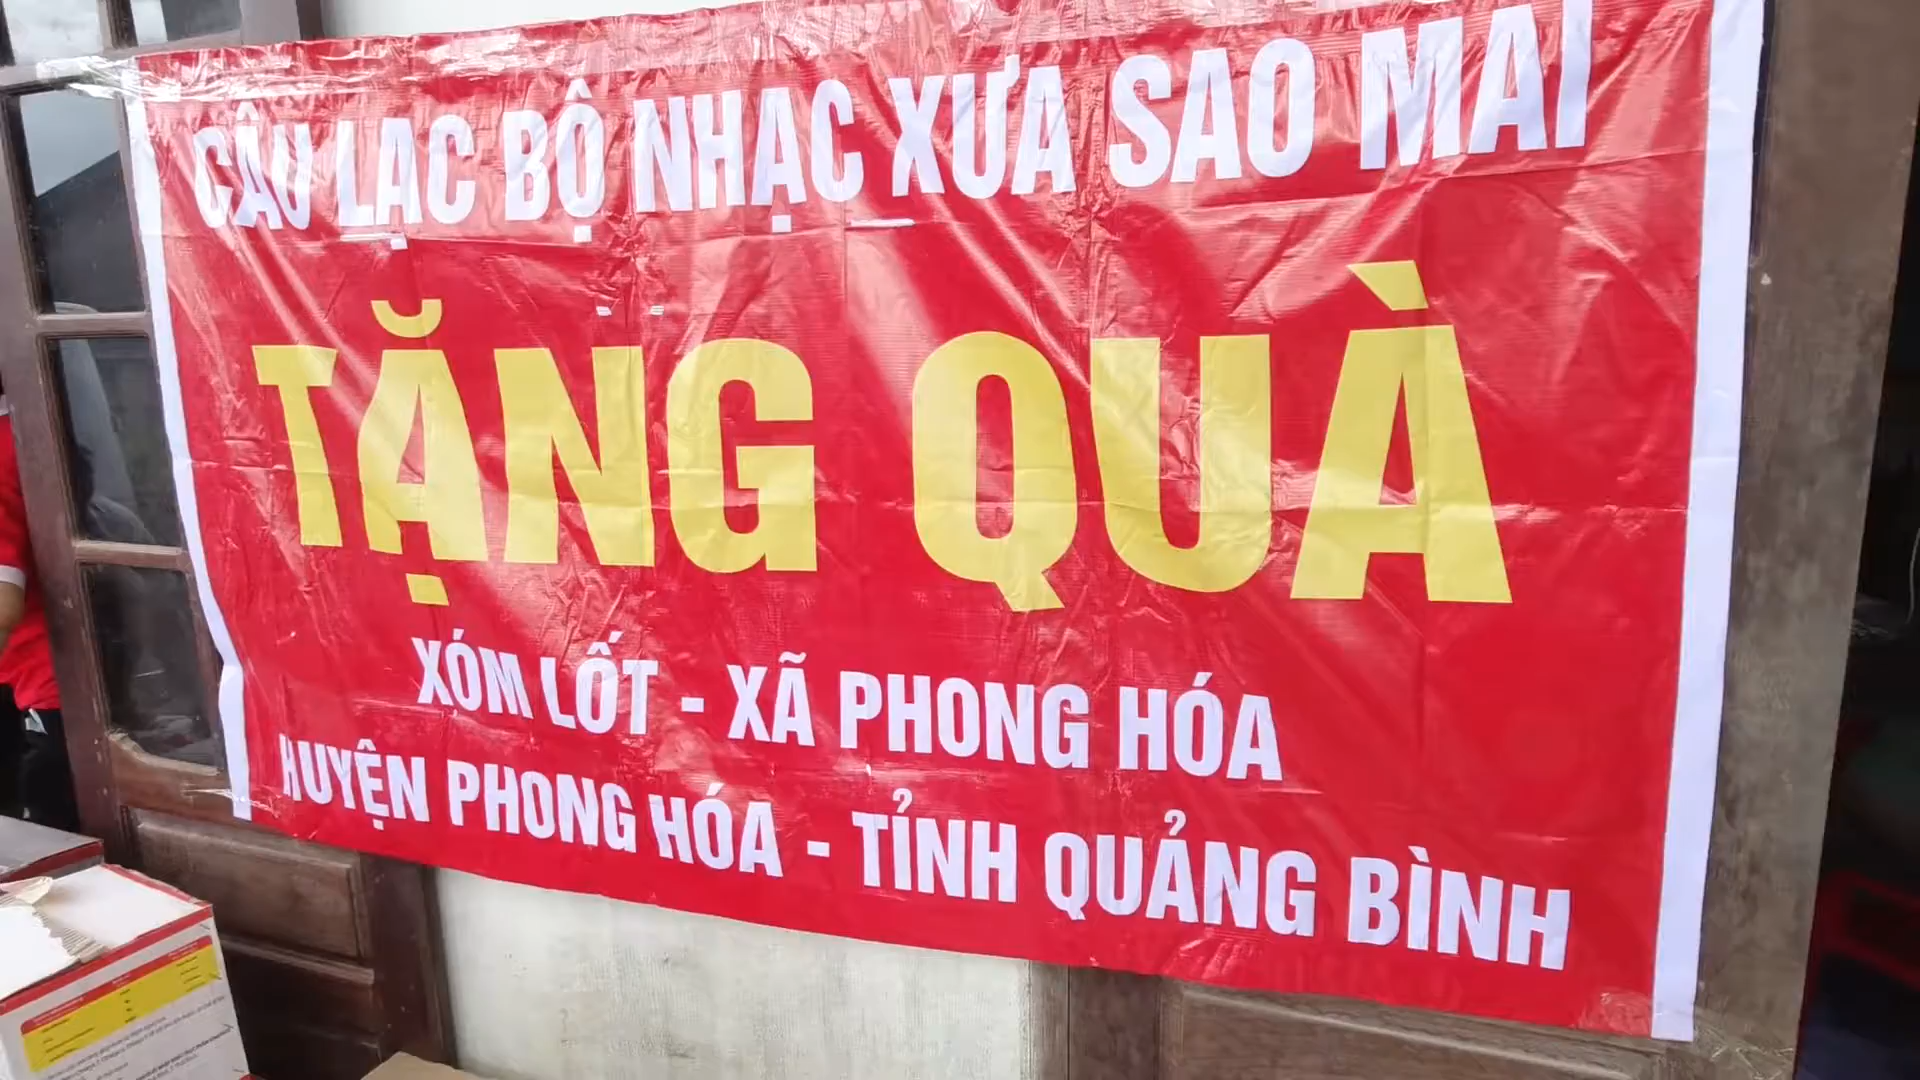 CÂU LẠC BỘ NHẠC XƯA SAO MAI
TẶNG QUÀ
XÓM LỐT - XÃ PHONG HÓA
HUYỆN PHONG HÓA - TỈNH QUẢNG BÌNH